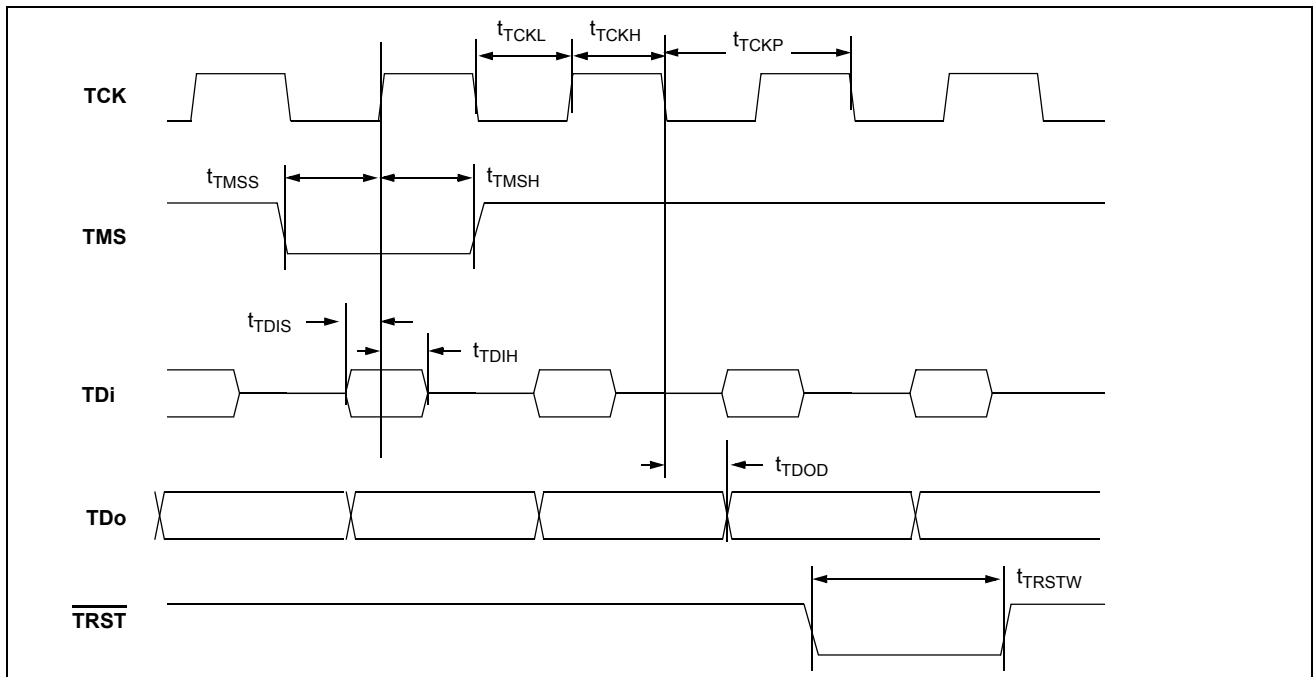 tTCKL tTCKH tTCKP
TCK
tTMSS tTMSH
TMS
tTDIS
tTDIH
TDi
tTDOD
TDo
tTRSTW
TRST